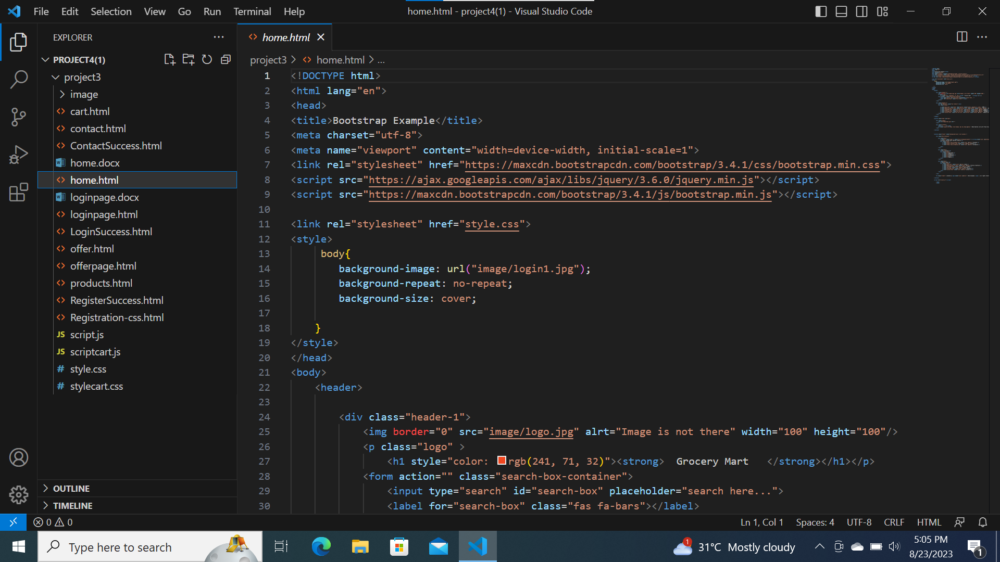 File Edit Selection View Go Run Terminal Help
home.html - project4(1) - Visual Studio Code
EXPLORER
PROJECT4(1)
project3
image
cart.html
contact.html
ContactSuccess.html
home.docx
home.html
loginpage.docx
loginpage.html
LoginSuccess.html
offer.html
offerpage.html
products.html
RegisterSuccess.html
Registration-css.html
JS script.js
JS scriptcart.js
# style.css
# stylecart.css
OUTLINE
TIMELINE
home.html
project3 > home.html > ...
1 <!DOCTYPE html>
2 <html lang="en">
3 <head>
4 <title>Bootstrap Example</title>
5 <meta charset="utf-8">
6 <meta name="viewport" content="width=device-width, initial-scale=1">
7 <link rel="stylesheet" href="https://maxcdn.bootstrapcdn.com/bootstrap/3.4.1/css/bootstrap.min.css">
8 <script src="https://ajax.googleapis.com/ajax/libs/jquery/3.6.0/jquery.min.js"></script>
9 <script src="https://maxcdn.bootstrapcdn.com/bootstrap/3.4.1/js/bootstrap.min.js"></script>
10
11 <link rel="stylesheet" href="style.css">
12 <style>
13 body{
14 background-image: url("image/login1.jpg");
15 background-repeat: no-repeat;
16 background-size: cover;
17
18 }
19 </style>
20 </head>
21 <body>
22 <header>
23
24 <div class="header-1">
25 <img border="0" src="image/logo.jpg" alrt="Image is not there" width="100" height="100"/>
26 <p class="logo" >
27 <h1 style="color: rgb(241, 71, 32)"><strong> Grocery Mart </strong></h1></p>
28 <form action="" class="search-box-container">
29 <input type="search" id="search-box" placeholder="search here...">
30 <label for="search-box" class="fas fa-bars"></label>
0 0
Ln 1, Col 1 Spaces: 4 UTF-8 CRLF HTML
Type here to search
1
31°C Mostly cloudy
5:05 PM
8/23/2023
1